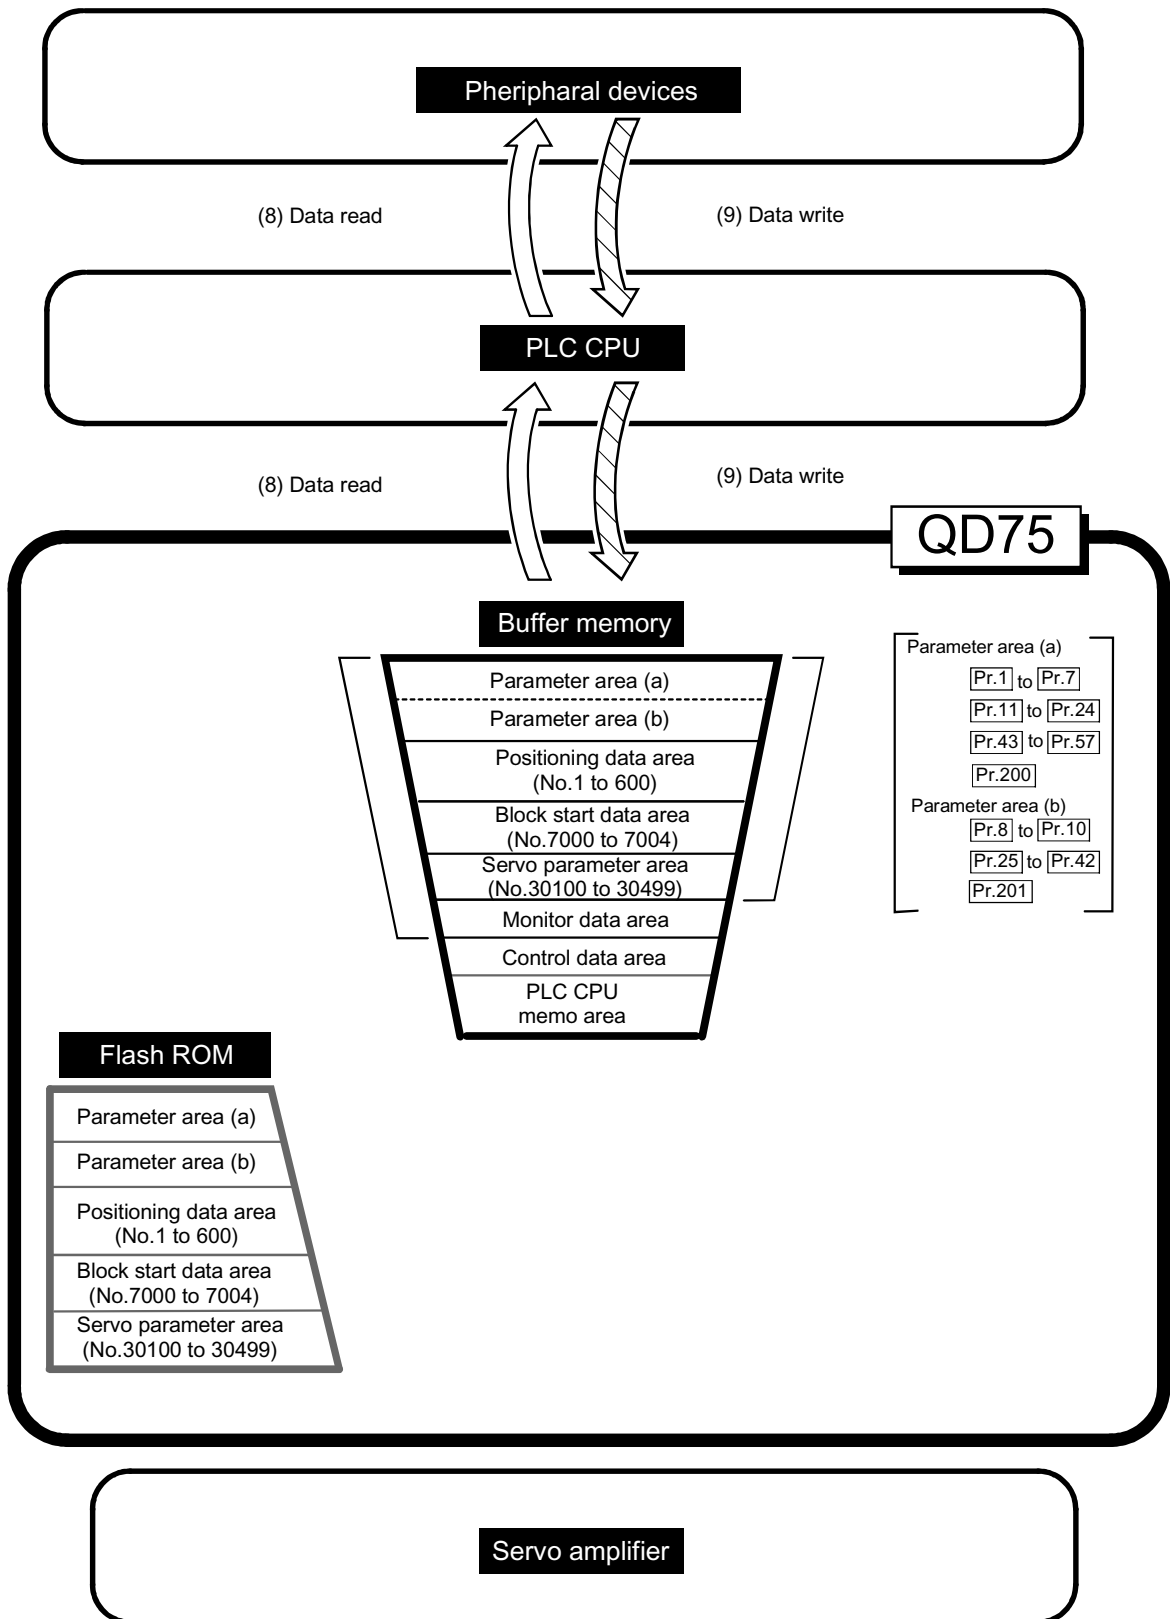 Pheripharal devices
(8) Data read
(9) Data write
PLC CPU
(8) Data read
(9) Data write
QD75
Buffer memory
Parameter area (a)
Parameter area (b)
Positioning data area
(No.1 to 600)
Block start data area
(No.7000 to 7004)
Servo parameter area
(No.30100 to 30499)
Monitor data area
Control data area
PLC CPU
memo area
Parameter area (a)
Pr.1 to Pr.7
Pr.11 to Pr.24
Pr.43 to Pr.57
Pr.200
Parameter area (b)
Pr.8 to Pr.10
Pr.25 to Pr.42
Pr.201
Flash ROM
Parameter area (a)
Parameter area (b)
Positioning data area
(No.1 to 600)
Block start data area
(No.7000 to 7004)
Servo parameter area
(No.30100 to 30499)
Servo amplifier